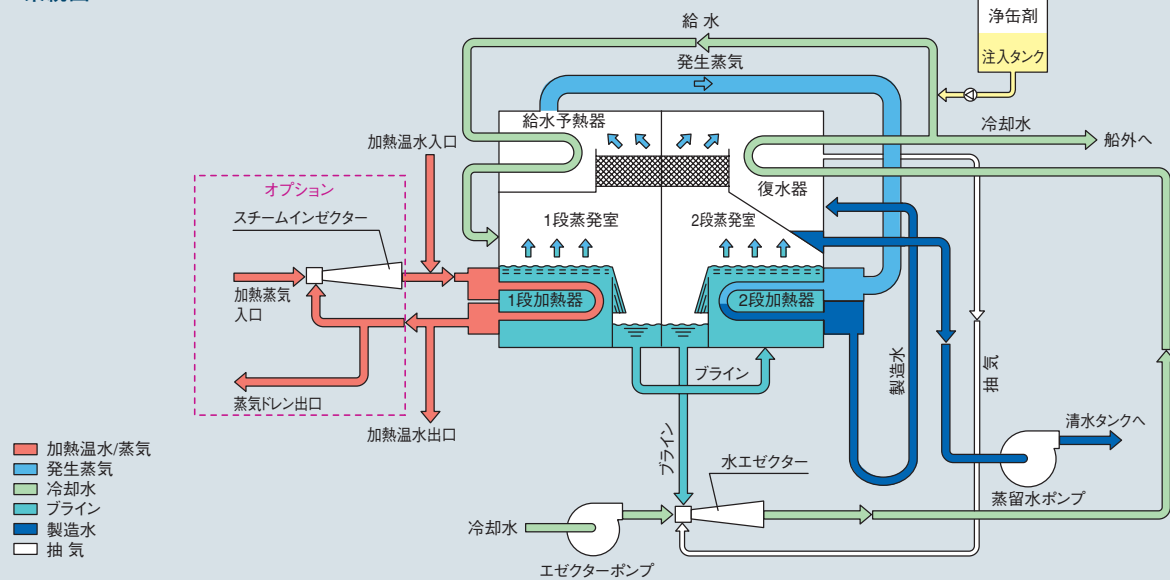 浄缶剤
注入タンク
給 水
発生蒸気
冷却水
船外へ
給水予熱器
加熱温水入口
復水器
オプション
スチームインゼクター
1段蒸発室
2段蒸発室
加熱蒸気
入口
1段加熱器
2段加熱器
ブライン
製造水
抽 気
蒸気ドレン出口
加熱温水出口
清水タンクへ
ブライン
水エゼクター
蒸留水ポンプ
冷却水
エゼクターポンプ
加熱温水/蒸気
発生蒸気
冷却水
ブライン
製造水
抽 気